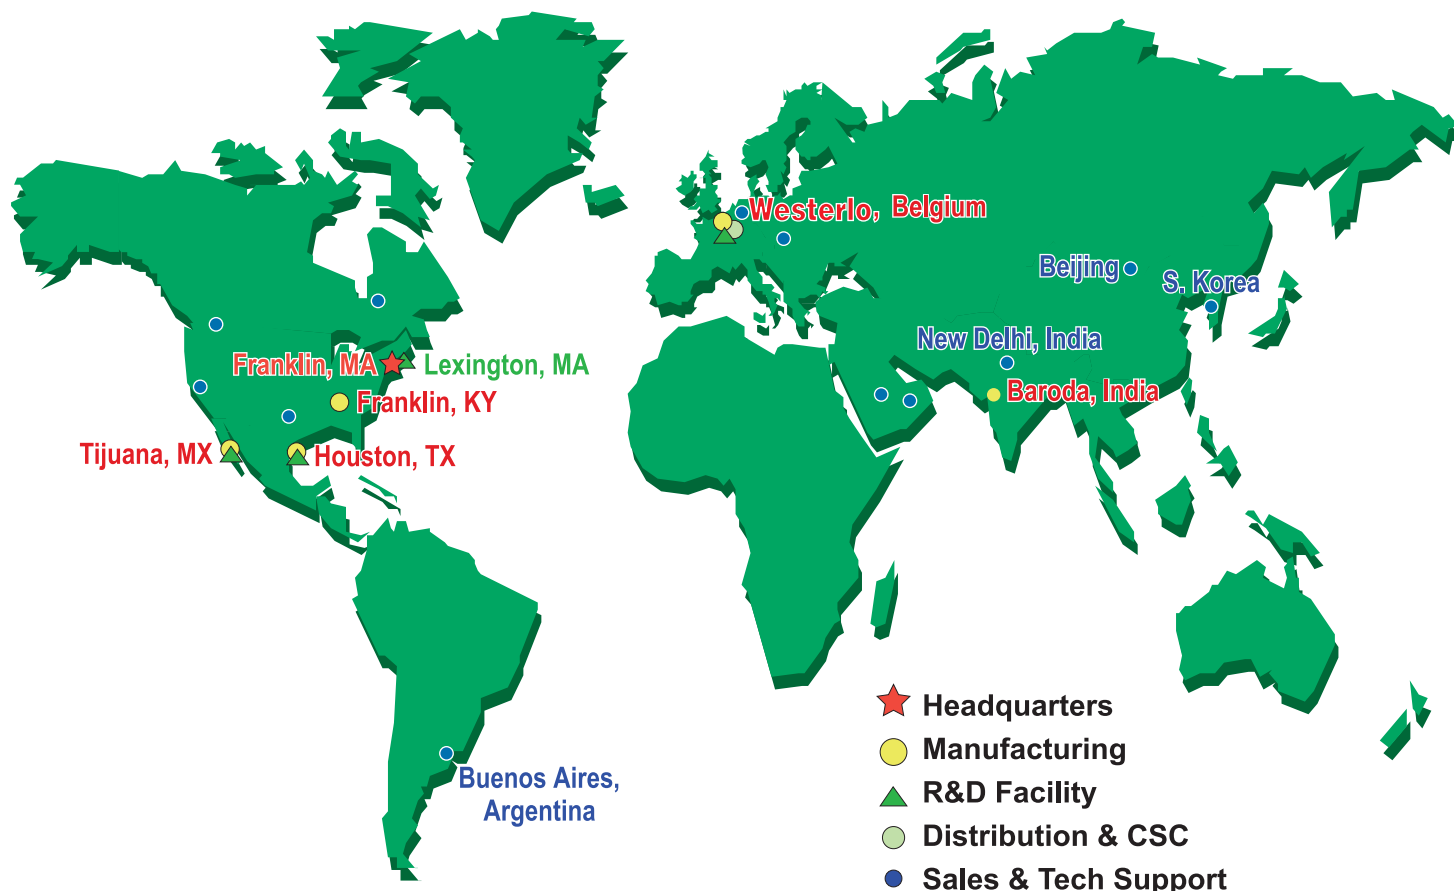 Westerlo, Belgium
Beijing
S. Korea
New Delhi, India
Franklin, MA
Lexington, MA
Baroda, India
Franklin, KY
Tijuana, MX
Houston, TX
Buenos Aires,
Argentina
Headquarters
Manufacturing
R&D Facility
Distribution & CSC
Sales & Tech Support